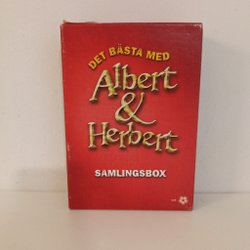 DET BÄSTA MED
Albert
&
Herbert
SAMLINGSBOX